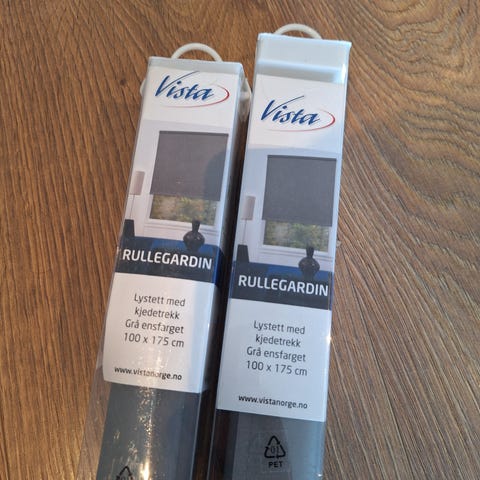 Vista
RULLEGARDIN
Lystett med
kjedetrekk
Grå ensfarget
100 x 175 cm
www.vistanorge.no
Vista
RULLEGARDIN
Lystett med
kjedetrekk
Grå ensfarget
100 x 175 cm
www.vistanorge.no
01
PET